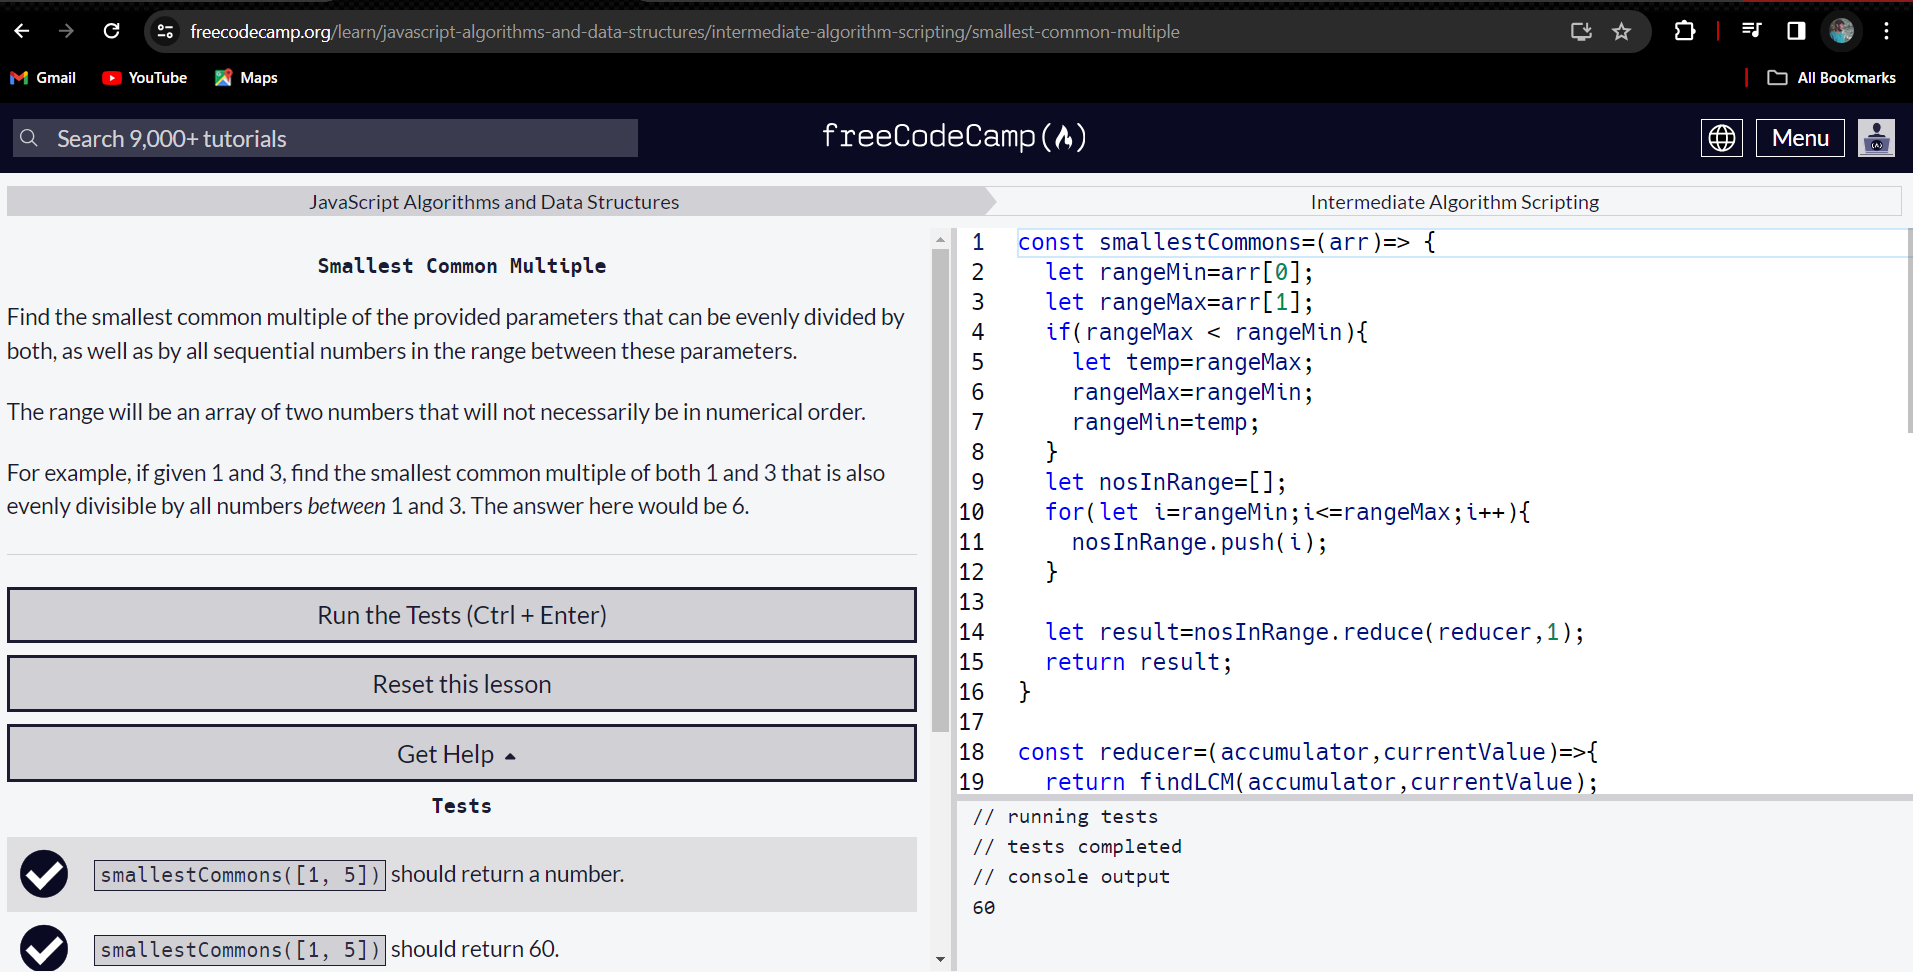 freecodecamp.org/learn/javascript-algorithms-and-data-structures/intermediate-algorithm-scripting/smallest-common-multiple
Gmail YouTube Maps All Bookmarks
Search 9,000+ tutorials freeCodeCamp Menu
JavaScript Algorithms and Data Structures Intermediate Algorithm Scripting
Smallest Common Multiple
Find the smallest common multiple of the provided parameters that can be evenly divided by
both, as well as by all sequential numbers in the range between these parameters.
The range will be an array of two numbers that will not necessarily be in numerical order.
For example, if given 1 and 3, find the smallest common multiple of both 1 and 3 that is also
evenly divisible by all numbers between 1 and 3. The answer here would be 6.
Run the Tests (Ctrl + Enter)
Reset this lesson
Get Help
Tests
smallestCommons([1, 5]) should return a number.
smallestCommons([1, 5]) should return 60.
1 const smallestCommons=(arr)=> {
2 let rangeMin=arr[0];
3 let rangeMax=arr[1];
4 if(rangeMax < rangeMin){
5 let temp=rangeMax;
6 rangeMax=rangeMin;
7 rangeMin=temp;
8 }
9 let nosInRange=[];
10 for(let i=rangeMin;i<=rangeMax;i++){
11 nosInRange.push(i);
12 }
13
14 let result=nosInRange.reduce(reducer,1);
15 return result;
16 }
17
18 const reducer=(accumulator,currentValue)=>{
19 return findLCM(accumulator,currentValue);
// running tests
// tests completed
// console output
60